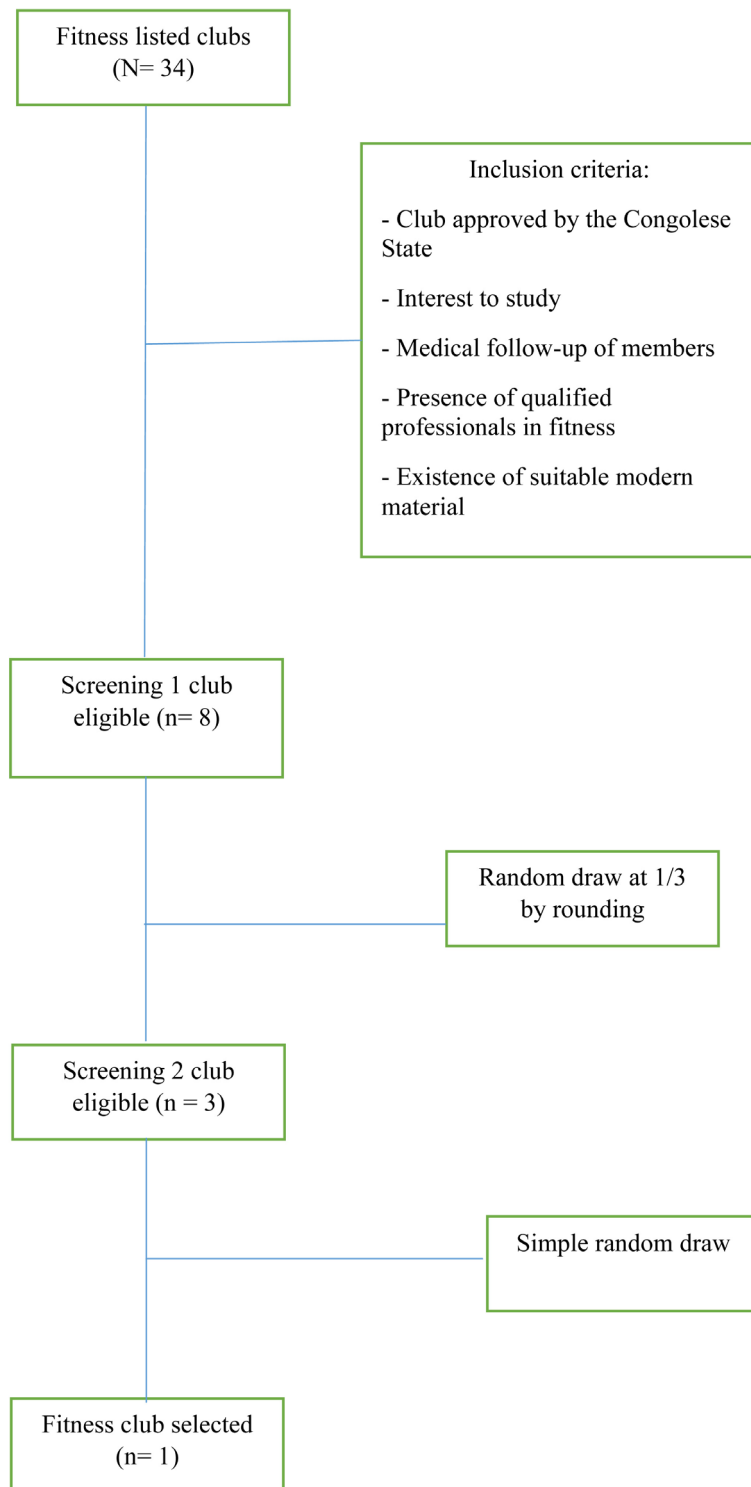 Fitness listed clubs
(N= 34)
Inclusion criteria:
- Club approved by the Congolese
State
- Interest to study
- Medical follow-up of members
- Presence of qualified
professionals in fitness
- Existence of suitable modern
material
Screening 1 club
eligible (n= 8)
Random draw at 1/3
by rounding
Screening 2 club
eligible (n = 3)
Simple random draw
Fitness club selected
(n= 1)